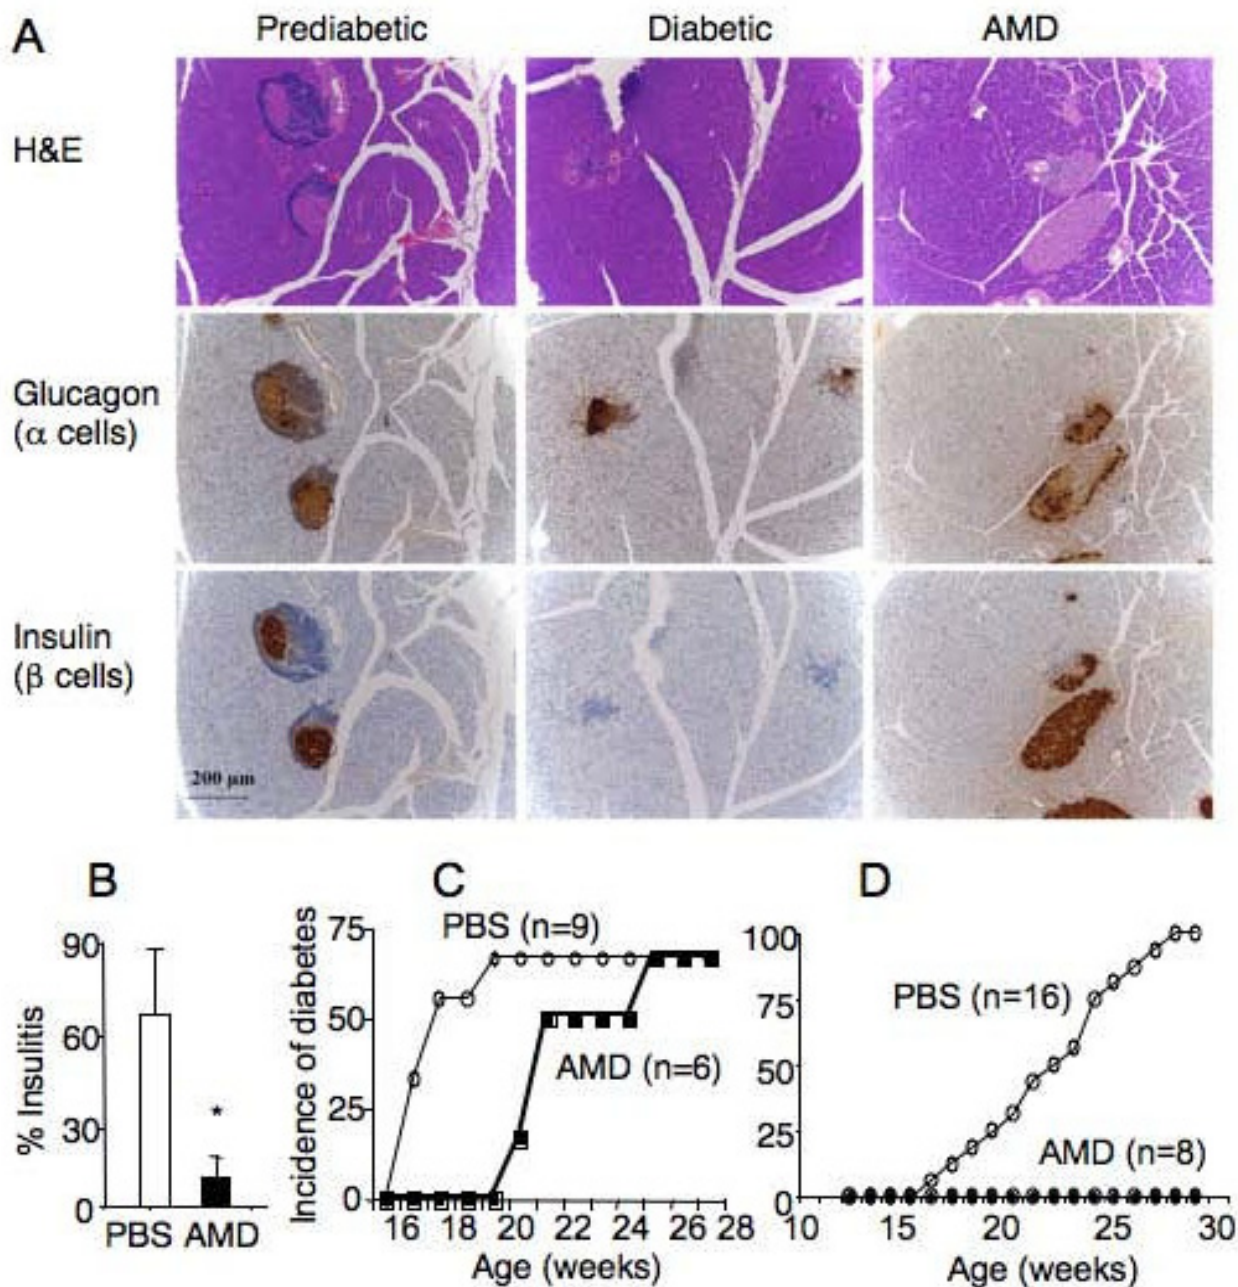 A
Prediabetic
Diabetic
AMD
H&E
Glucagon
(α cells)
Insulin
(β cells)
200 µm
B
% Insulitis
90
60
30
0
PBS AMD
*
C
Incidence of diabetes
75
50
25
0
PBS (n=9)
AMD (n=6)
16 18 20 22 24 26 28
Age (weeks)
D
100
75
50
25
0
PBS (n=16)
AMD (n=8)
10 15 20 25 30
Age (weeks)